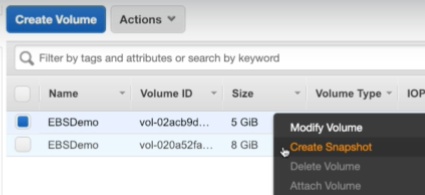 Create Volume Actions
Filter by tags and attributes or search by keyword
Name Volume ID Size Volume Type IOP
EBSDemo vol-02acb9d... 5 GiB
Modify Volume
EBSDemo vol-020a52fa... 8 GiB Create Snapshot
Delete Volume
Attach Volume